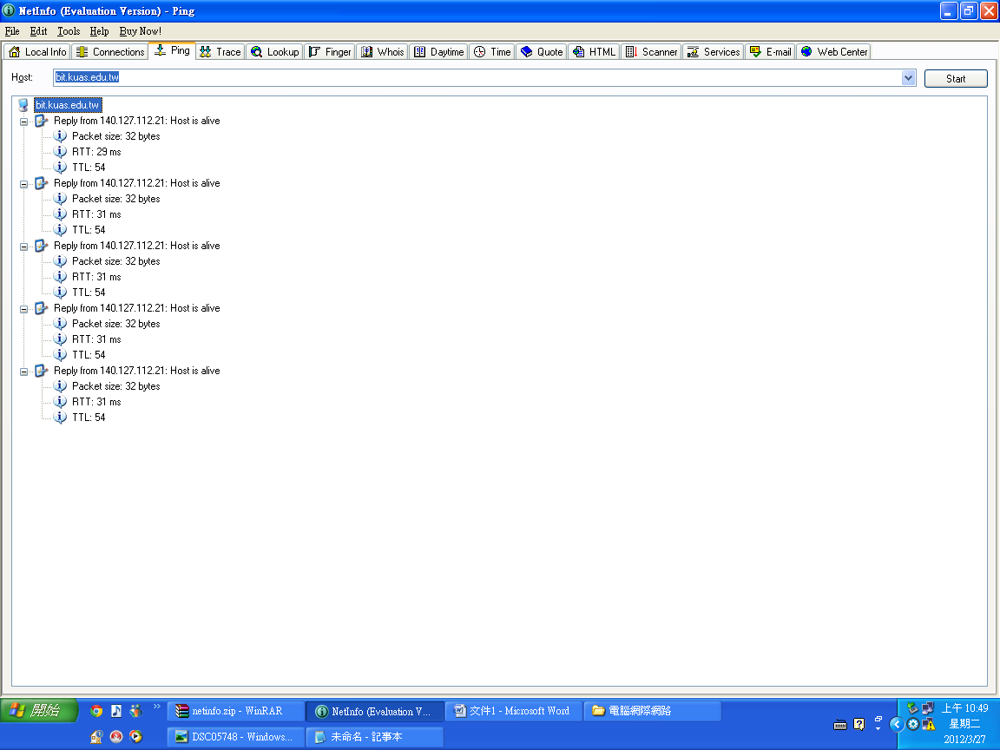 NetInfo (Evaluation Version) - Ping
File Edit Tools Help Buy Now!
Local Info Connections Ping Trace Lookup Finger Whois Daytime Time Quote HTML Scanner Services E-mail Web Center
Host: bit.kuas.edu.tw Start
bit.kuas.edu.tw
Reply from 140.127.112.21: Host is alive
Packet size: 32 bytes
RTT: 29 ms
TTL: 54
Reply from 140.127.112.21: Host is alive
Packet size: 32 bytes
RTT: 31 ms
TTL: 54
Reply from 140.127.112.21: Host is alive
Packet size: 32 bytes
RTT: 31 ms
TTL: 54
Reply from 140.127.112.21: Host is alive
Packet size: 32 bytes
RTT: 31 ms
TTL: 54
Reply from 140.127.112.21: Host is alive
Packet size: 32 bytes
RTT: 31 ms
TTL: 54
開始 netinfo.zip - WinRAR NetInfo (Evaluation V... 文件1 - Microsoft Word 電腦網際網路 上午 10:49
星期二
DSC05748 - Windows... 未命名 - 記事本 2012/3/27